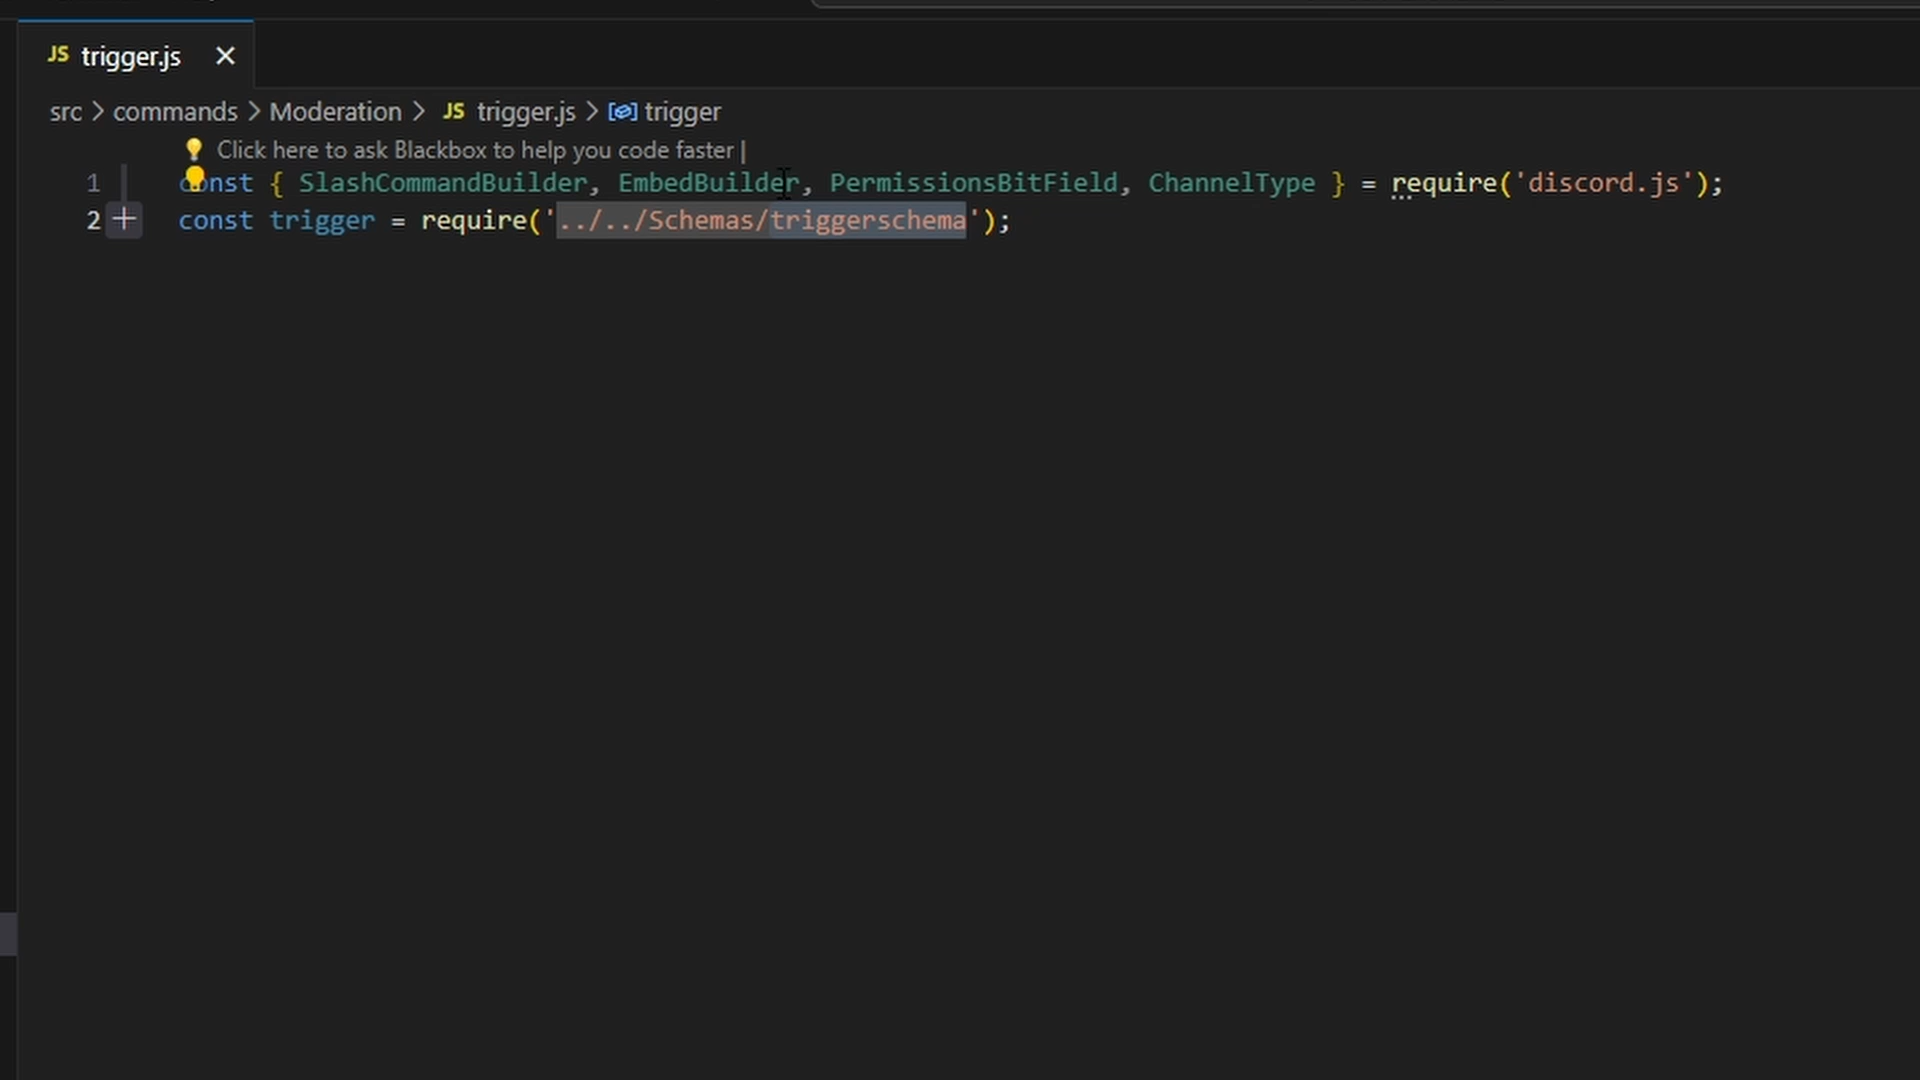 JS trigger.js ×
src > commands > Moderation > JS trigger.js > trigger
Click here to ask Blackbox to help you code faster |
1 const { SlashCommandBuilder, EmbedBuilder, PermissionsBitField, ChannelType } = require('discord.js');
2 const trigger = require('../../Schemas/triggerschema');